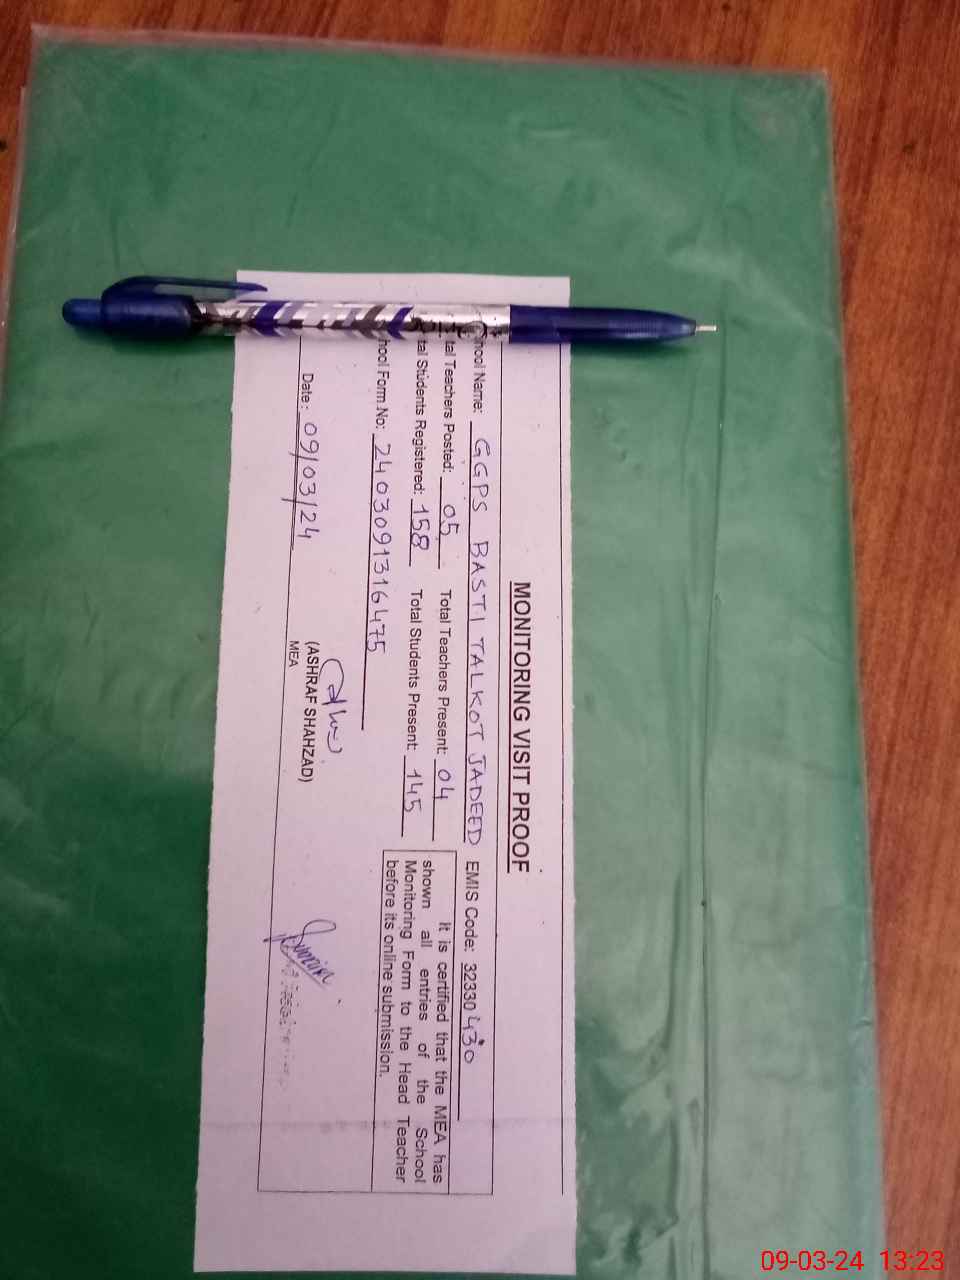 MONITORING VISIT PROOF
hool Name: GGPS BASTI TALKOT JADEED EMIS Code: 32330430
tal Teachers Posted: 05 Total Teachers Present: 04
tal Students Registered: 158 Total Students Present: 145
hool Form No: 2403091316475
It is certified that the MEA has
shown all entries of the School
Monitoring Form to the Head Teacher
before its online submission.
Date: 09/03/24
(ASHRAF SHAHZAD)
MEA
09-03-24 13:23